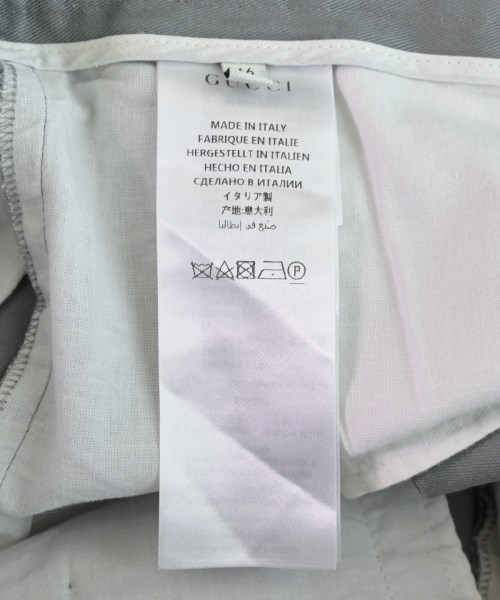 GUCCI
MADE IN ITALY
FABRIQUE EN ITALIE
HERGESTELLT IN ITALIEN
HECHO EN ITALIA
СДЕЛАНО В ИТАЛИИ
イタリア製
产地:意大利
صنع في إيطاليا
P